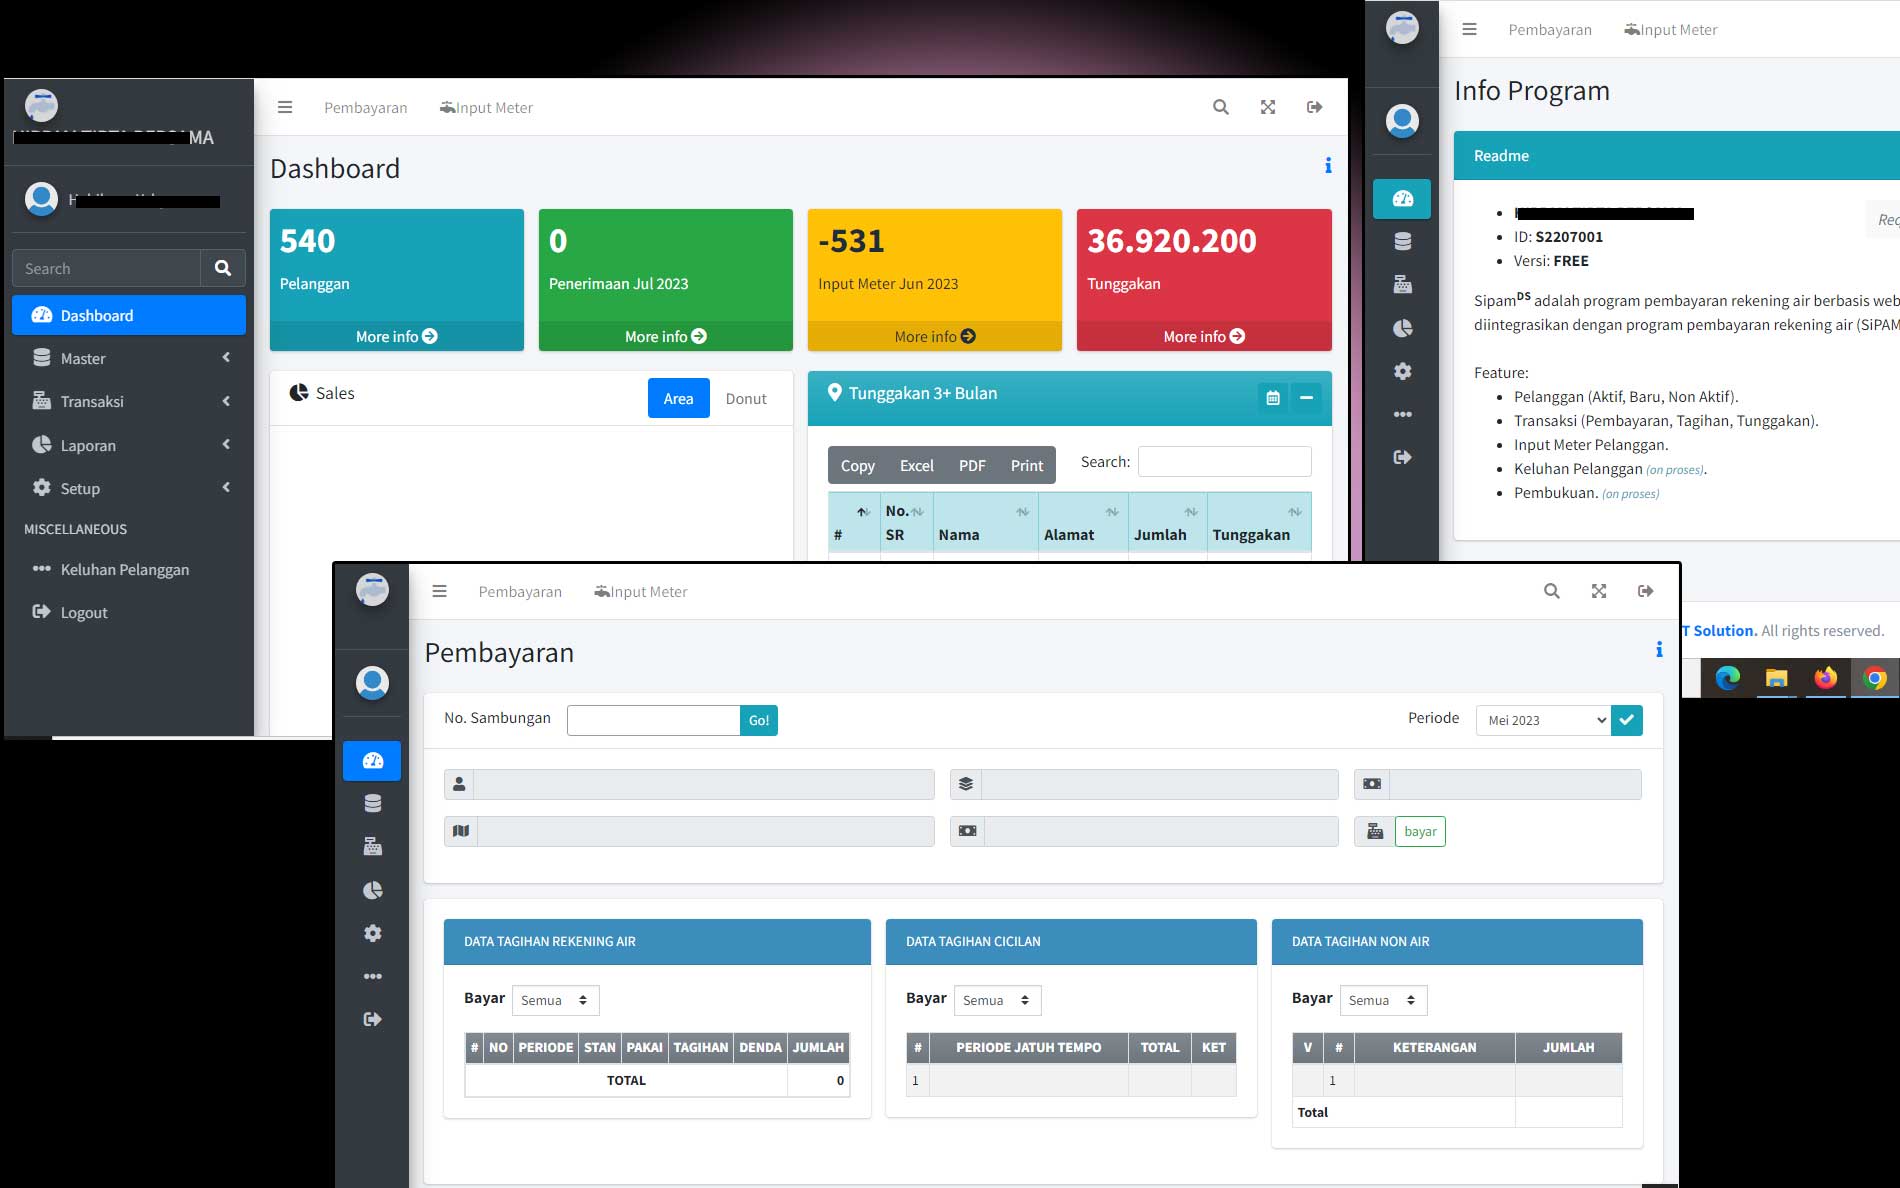 MA
Search
Dashboard
Master
Transaksi
Laporan
Setup
MISCELLANEOUS
Keluhan Pelanggan
Logout
Pembayaran Input Meter
Dashboard
540
Pelanggan
More info
0
Penerimaan Jul 2023
More info
-531
Input Meter Jun 2023
More info
36.920.200
Tunggakan
More info
Sales Area Donut
Tunggakan 3+ Bulan
Copy Excel PDF Print Search:
# No. SR Nama Alamat Jumlah Tunggakan
Pembayaran Input Meter
Info Program
Readme
ID: S2207001
Versi: FREE
SipamDS adalah program pembayaran rekening air berbasis web
diintegrasikan dengan program pembayaran rekening air (SiPAM
Feature:
Pelanggan (Aktif, Baru, Non Aktif).
Transaksi (Pembayaran, Tagihan, Tunggakan).
Input Meter Pelanggan.
Keluhan Pelanggan (on proses).
Pembukuan. (on proses)
T Solution. All rights reserved.
Pembayaran Input Meter
Pembayaran
No. Sambungan Go! Periode Mei 2023
bayar
DATA TAGIHAN REKENING AIR
Bayar Semua
# NO PERIODE STAN PAKAI TAGIHAN DENDA JUMLAH
TOTAL 0
DATA TAGIHAN CICILAN
Bayar Semua
# PERIODE JATUH TEMPO TOTAL KET
1
DATA TAGIHAN NON AIR
Bayar Semua
V # KETERANGAN JUMLAH
1
Total